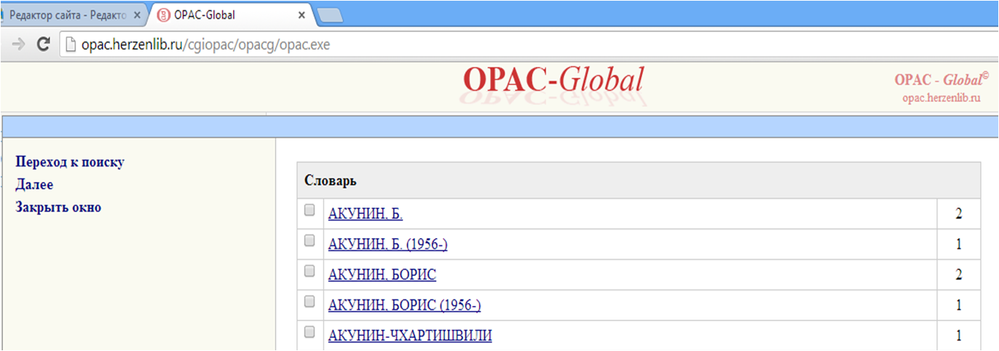 Редактор сайта - Редакто
OPAC-Global
opac.herzenlib.ru/cgiopac/opacg/opac.exe
OPAC-Global
OPAC - Global©
opac.herzenlib.ru
Переход к поиску
Далее
Закрыть окно
Словарь
АКУНИН, Б. 2
АКУНИН, Б. (1956-) 1
АКУНИН, БОРИС 2
АКУНИН, БОРИС (1956-) 1
АКУНИН-ЧХАРТИШВИЛИ 1